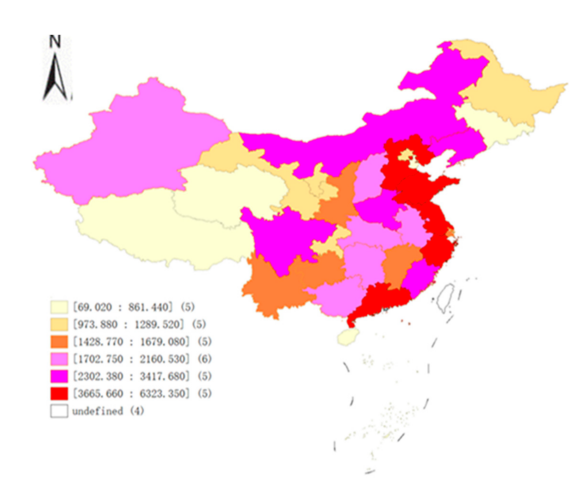 N
[69.020 : 861.440] (5)
[973.880 : 1289.520] (5)
[1428.770 : 1679.080] (5)
[1702.750 : 2160.530] (6)
[2302.380 : 3417.680] (5)
[3665.660 : 6323.350] (5)
undefined (4)